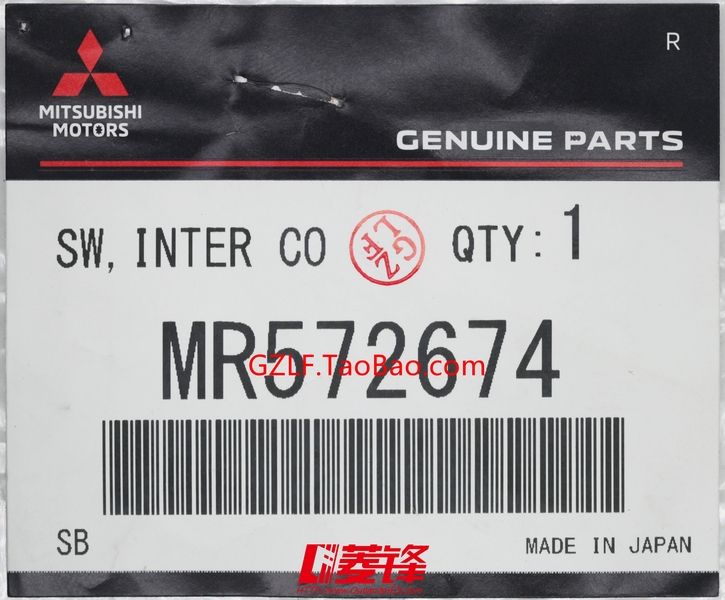 R
MITSUBISHI
MOTORS
GENUINE PARTS
SW, INTER CO
GZLF
QTY: 1
MR572674
GZLF.TaoBao.com
SB
菱锋
MADE IN JAPAN